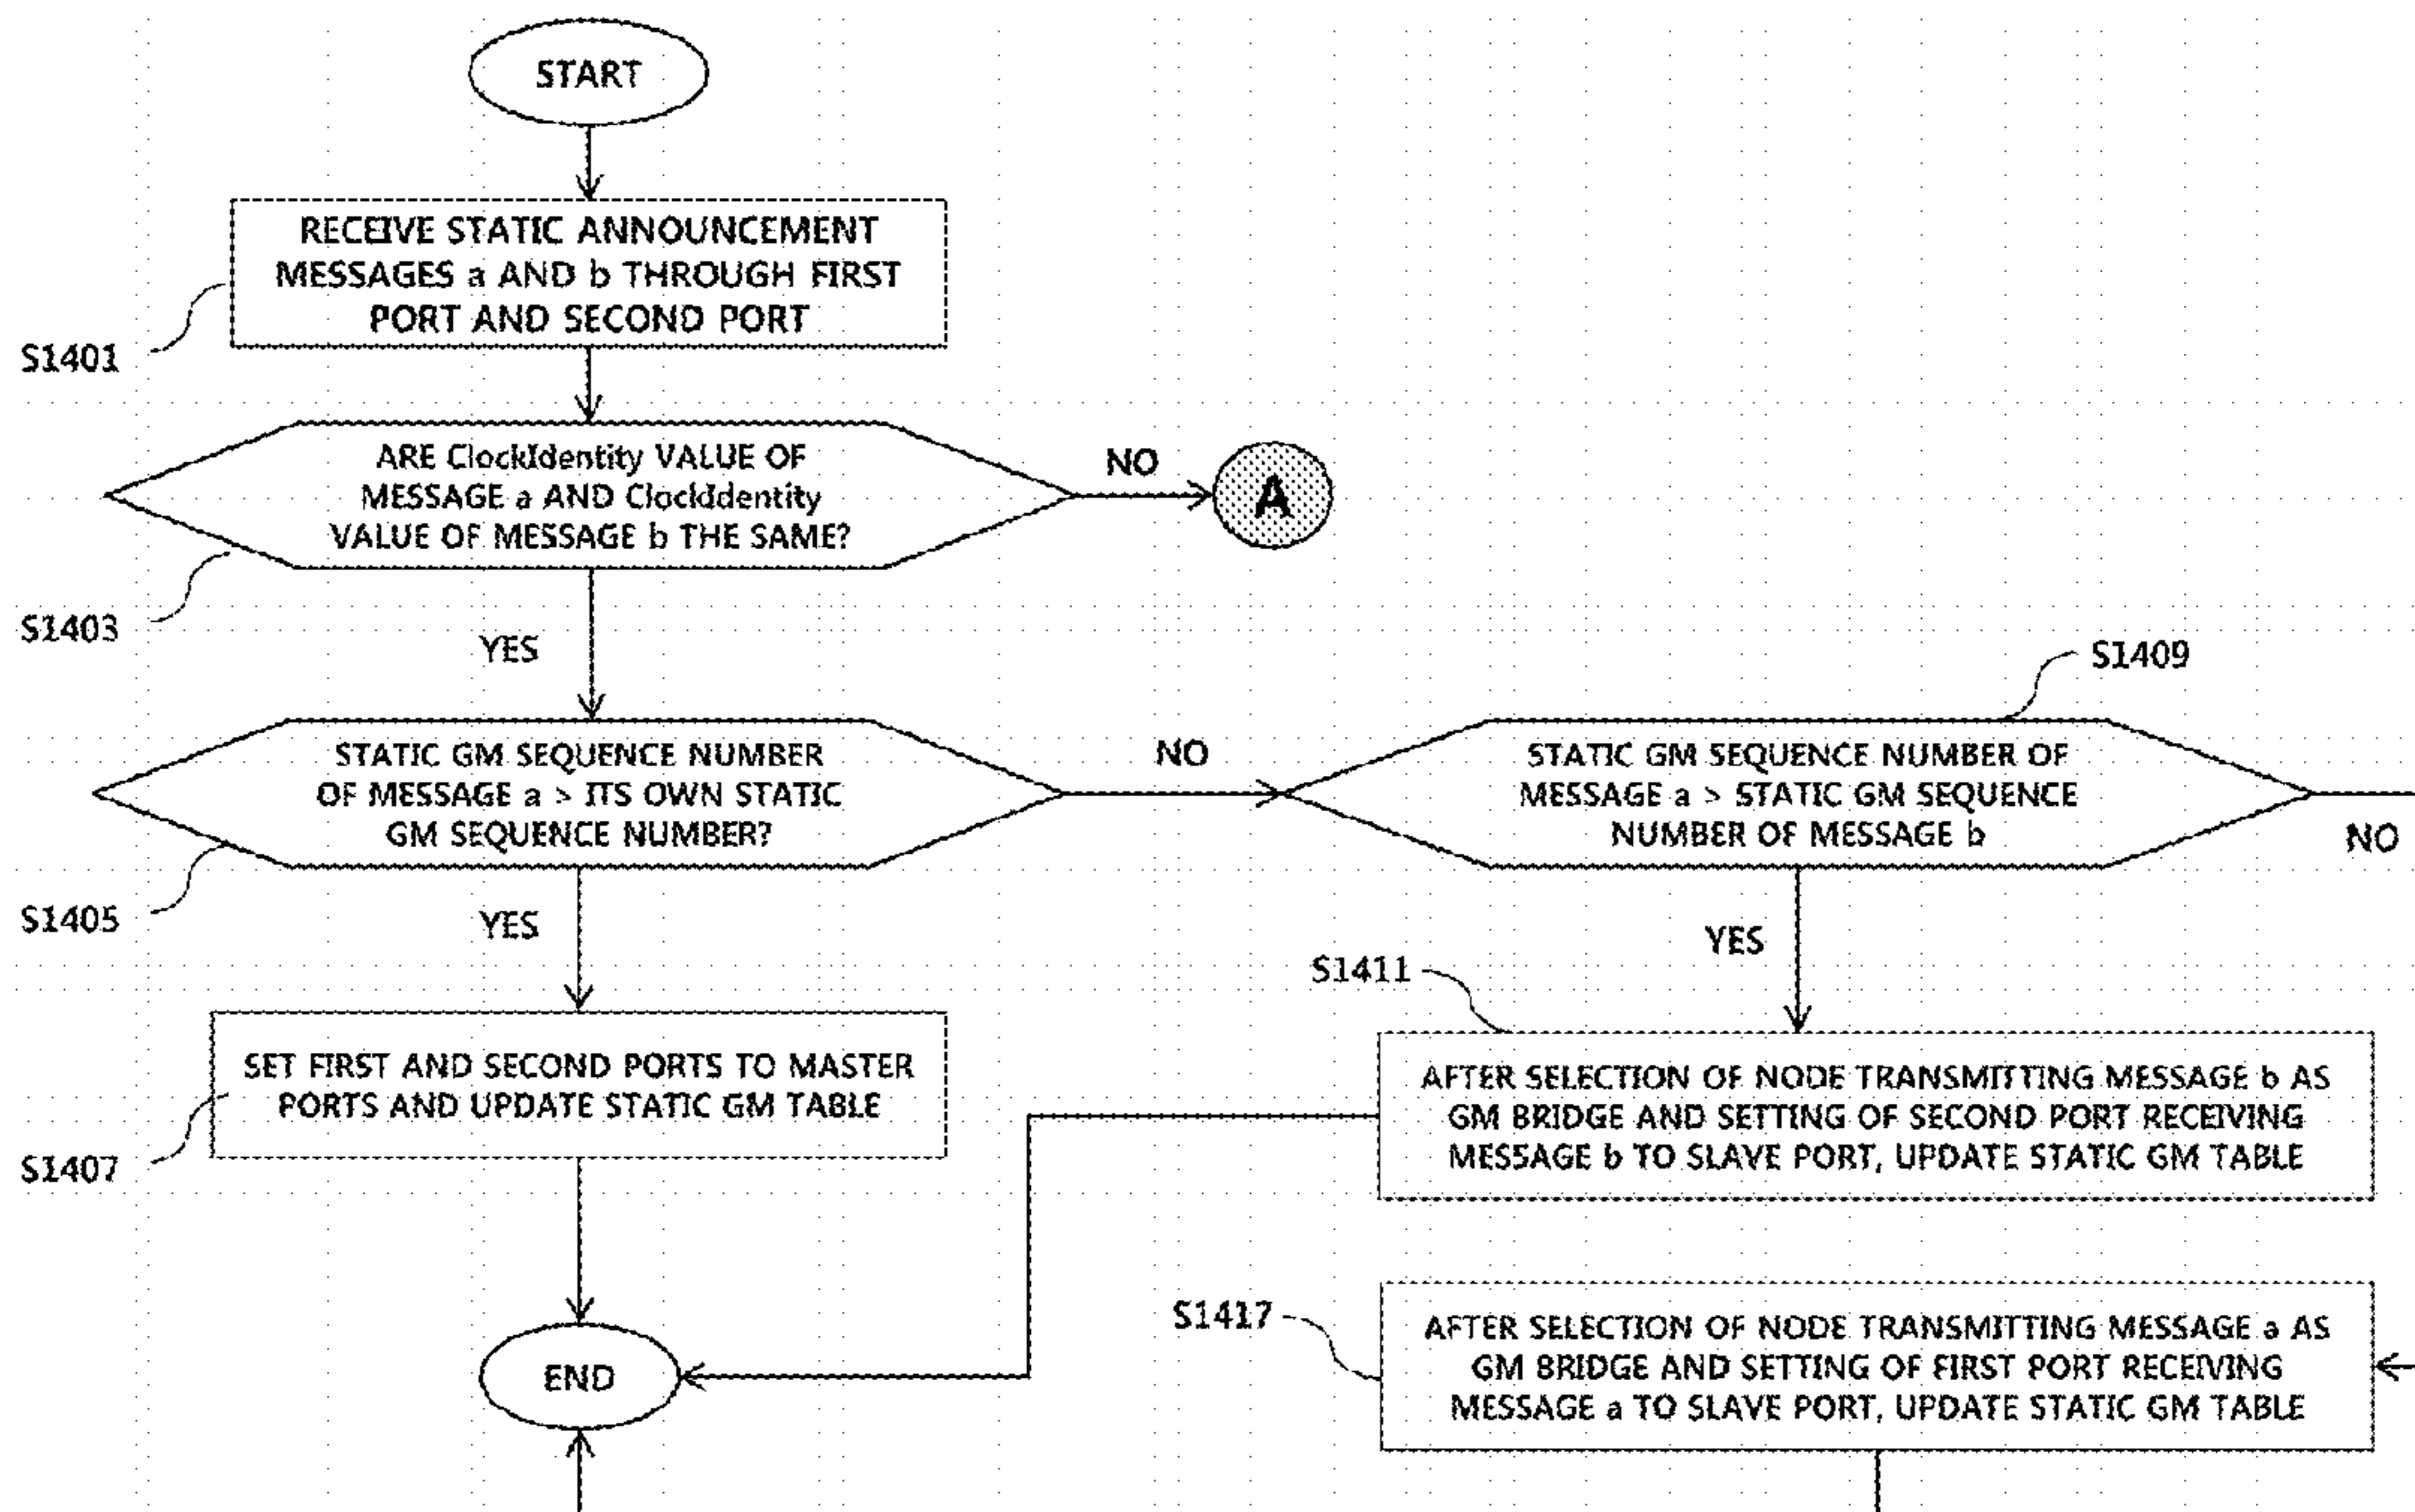 START
RECEIVE STATIC ANNOUNCEMENT
MESSAGES a AND b THROUGH FIRST
PORT AND SECOND PORT
S1401
ARE ClockIdentity VALUE OF
MESSAGE a AND ClockIdentity
VALUE OF MESSAGE b THE SAME?
NO
A
S1403
YES
S1409
STATIC GM SEQUENCE NUMBER
OF MESSAGE a > ITS OWN STATIC
GM SEQUENCE NUMBER?
NO
STATIC GM SEQUENCE NUMBER OF
MESSAGE a > STATIC GM SEQUENCE
NUMBER OF MESSAGE b
NO
S1405
YES
YES
S1411
SET FIRST AND SECOND PORTS TO MASTER
PORTS AND UPDATE STATIC GM TABLE
S1407
AFTER SELECTION OF NODE TRANSMITTING MESSAGE b AS
GM BRIDGE AND SETTING OF SECOND PORT RECEIVING
MESSAGE b TO SLAVE PORT, UPDATE STATIC GM TABLE
S1417
AFTER SELECTION OF NODE TRANSMITTING MESSAGE a AS
GM BRIDGE AND SETTING OF FIRST PORT RECEIVING
MESSAGE a TO SLAVE PORT, UPDATE STATIC GM TABLE
END